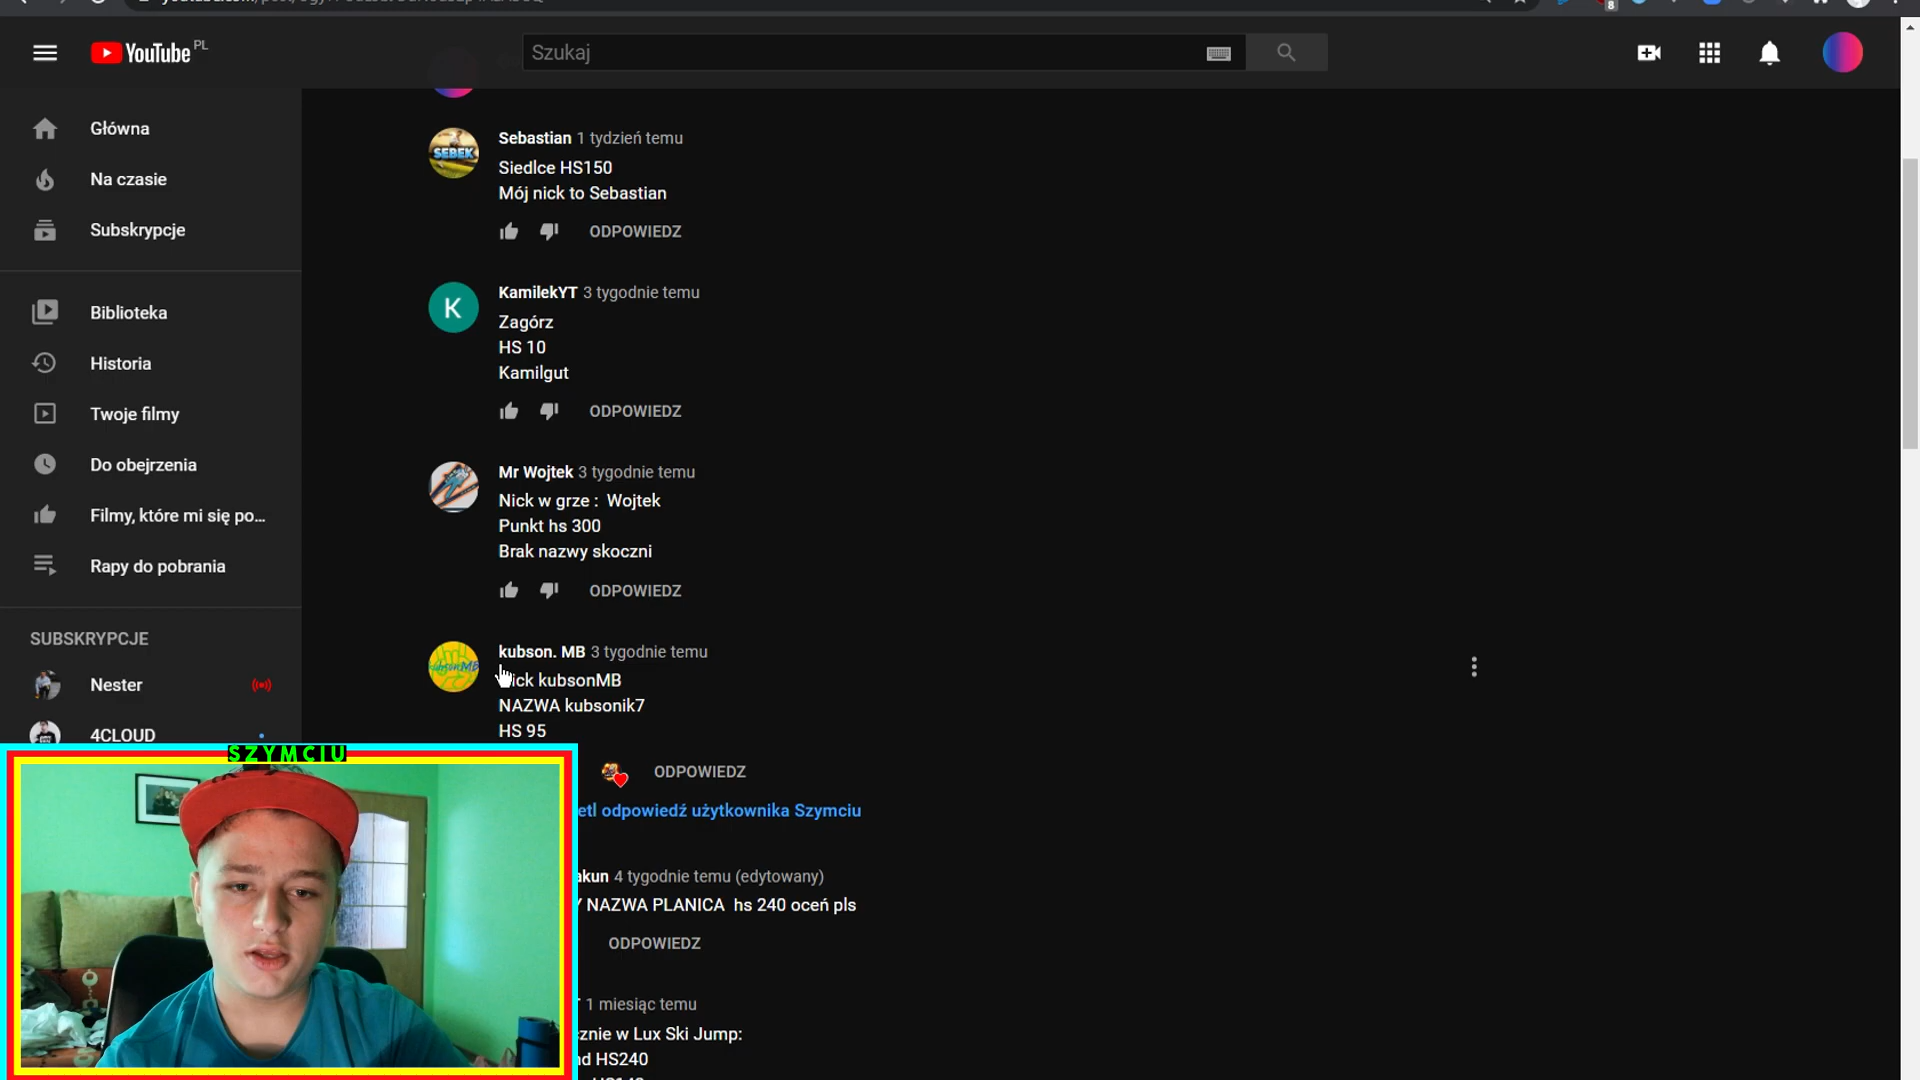 YouTube PL
Szukaj
8
Główna
Na czasie
Subskrypcje
Biblioteka
Historia
Twoje filmy
Do obejrzenia
Filmy, które mi się po...
Rapy do pobrania
SUBSKRYPCJE
Nester
4CLOUD
SZYMCIU
SEBEK
Sebastian 1 tydzień temu
Siedlce HS150
Mój nick to Sebastian
ODPOWIEDZ
K
KamilekYT 3 tygodnie temu
Zagórz
HS 10
Kamilgut
ODPOWIEDZ
Mr Wojtek 3 tygodnie temu
Nick w grze : Wojtek
Punkt hs 300
Brak nazwy skoczni
ODPOWIEDZ
kubson. MB 3 tygodnie temu
ick kubsonMB
NAZWA kubsonik7
HS 95
ODPOWIEDZ
etl odpowiedź użytkownika Szymciu
akun 4 tygodnie temu (edytowany)
NAZWA PLANICA hs 240 oceń pls
ODPOWIEDZ
1 miesiąc temu
znie w Lux Ski Jump:
nd HS240